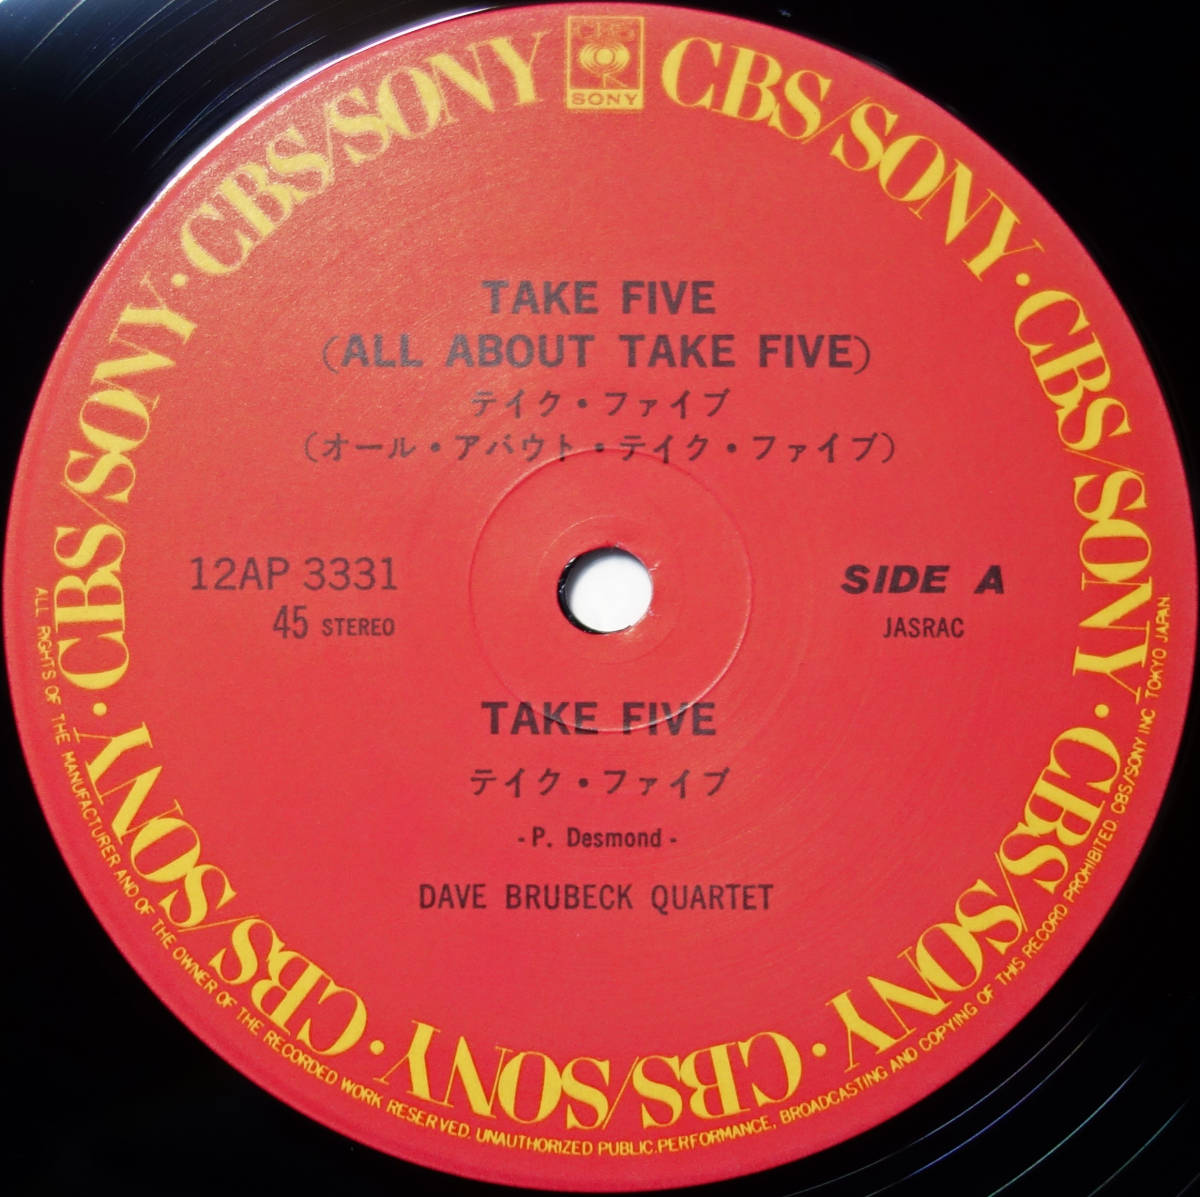 CBS
SONY
CBS/SONY · CBS/SONY · CBS/SONY · CBS/SONY · CBS/SONY · CBS/SONY · CBS/SONY
TAKE FIVE
(ALL ABOUT TAKE FIVE)
テイク・ファイブ
(オール・アバウト・テイク・ファイブ)
12AP 3331
45 STEREO
SIDE A
JASRAC
TAKE FIVE
テイク・ファイブ
- P. Desmond -
DAVE BRUBECK QUARTET
ALL RIGHTS OF THE MANUFACTURER AND OF THE OWNER OF THE RECORDED WORK RESERVED. UNAUTHORIZED PUBLIC.PERFORMANCE, BROADCASTING AND COPYING OF THIS RECORD PROHIBITED. CBS/SONY INC TOKYO JAPAN.